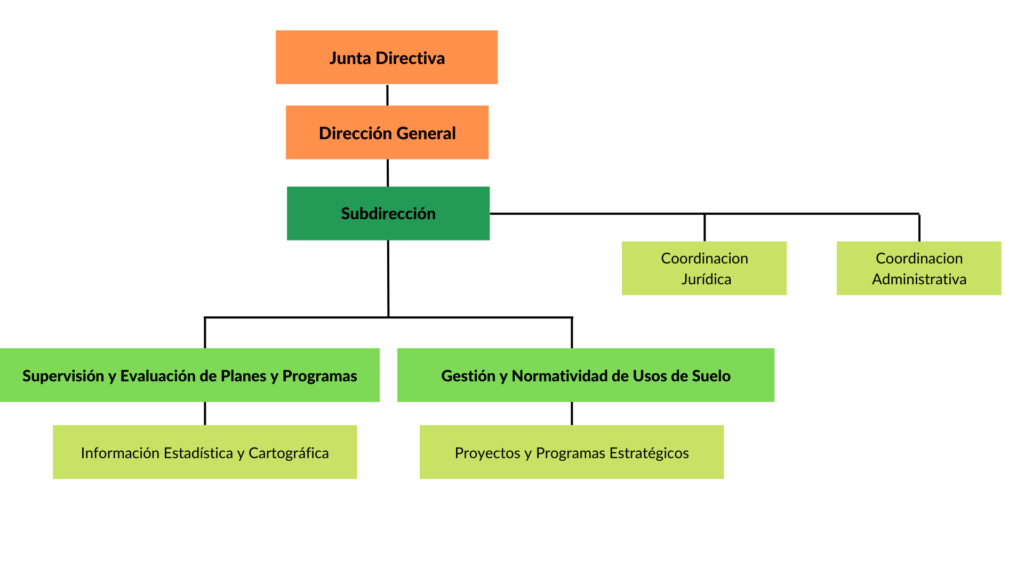 Junta Directiva
Dirección General
Subdirección
Coordinacion
Jurídica
Coordinacion
Administrativa
Supervisión y Evaluación de Planes y Programas
Gestión y Normatividad de Usos de Suelo
Información Estadística y Cartográfica
Proyectos y Programas Estratégicos